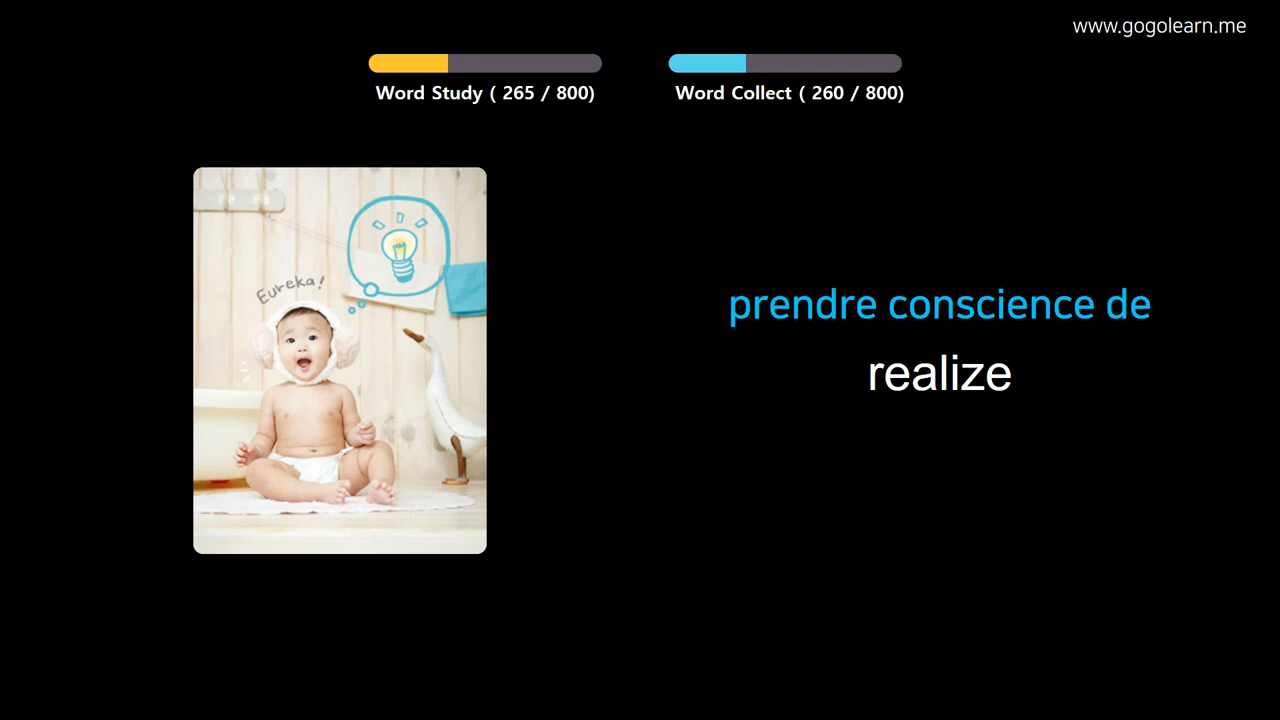 www.gogolearn.me
Word Study ( 265 / 800)
Word Collect ( 260 / 800)
Eureka!
prendre conscience de
realize